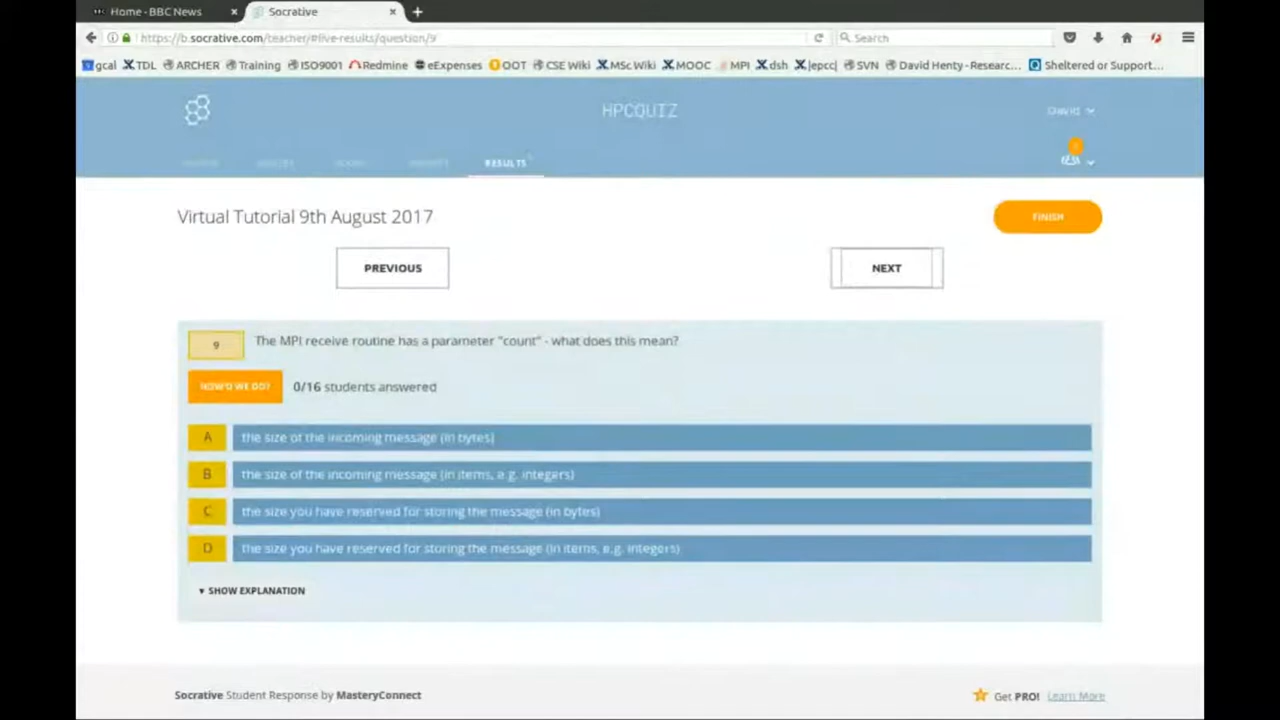 Home - BBC News
Socrative
https://b.socrative.com/teacher/#live-results/question/9
Search
gcal TDL ARCHER Training ISO9001 Redmine eExpenses OOT CSE Wiki MSc Wiki MOOC MPI dsh jepccj SVN David Henty - Researc... Sheltered or Support...
HPCQUIZ
David
RESULTS
Virtual Tutorial 9th August 2017
FINISH
PREVIOUS
NEXT
9 The MPI receive routine has a parameter "count" - what does this mean?
HOW'D WE DO? 0/16 students answered
A the size of the incoming message (in bytes)
B the size of the incoming message (in items, e.g. integers)
C the size you have reserved for storing the message (in bytes)
D the size you have reserved for storing the message (in items, e.g. integers)
▼ SHOW EXPLANATION
Socrative Student Response by MasteryConnect
Get PRO! Learn More